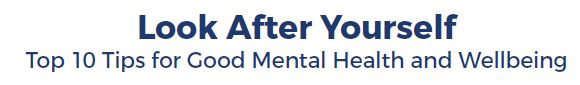 Look After Yourself
Top 10 Tips for Good Mental Health and Wellbeing